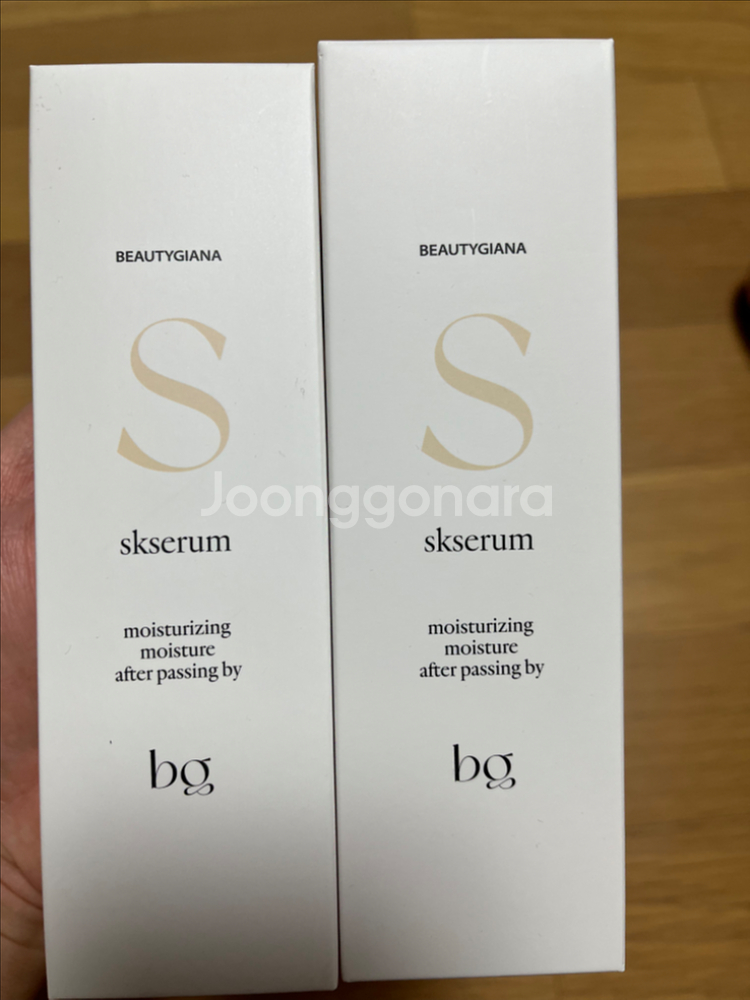 BEAUTYGIANA
S
skserum
moisturizing
moisture
after passing by
bg
BEAUTYGIANA
S
skserum
moisturizing
moisture
after passing by
bg
Joonggonara